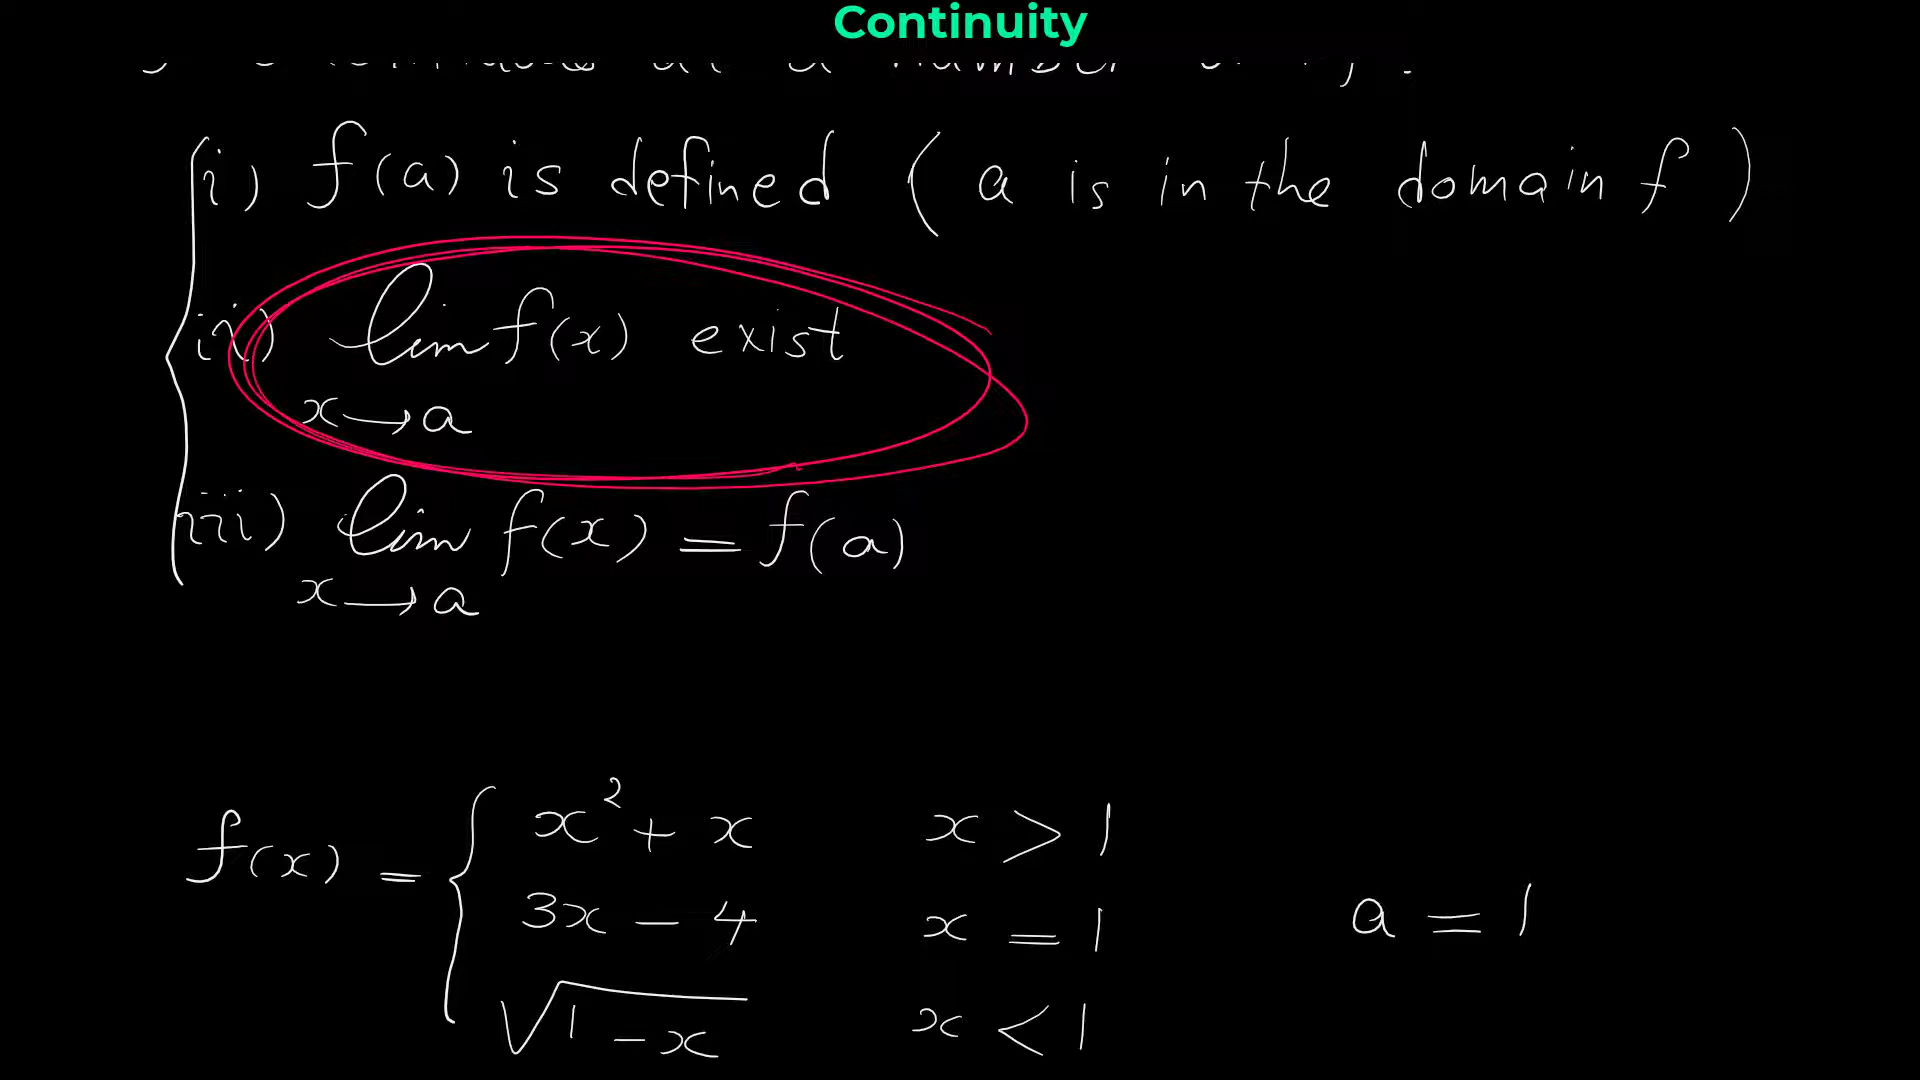 Continuity
i) f(a) is defined ( a is in the domain f )
ii) lim f(x) exist
x → a
iii) lim f(x) = f(a)
x → a
f(x) = { x² + x x > 1
3x - 4 x = 1 a = 1
√(1 - x) x < 1